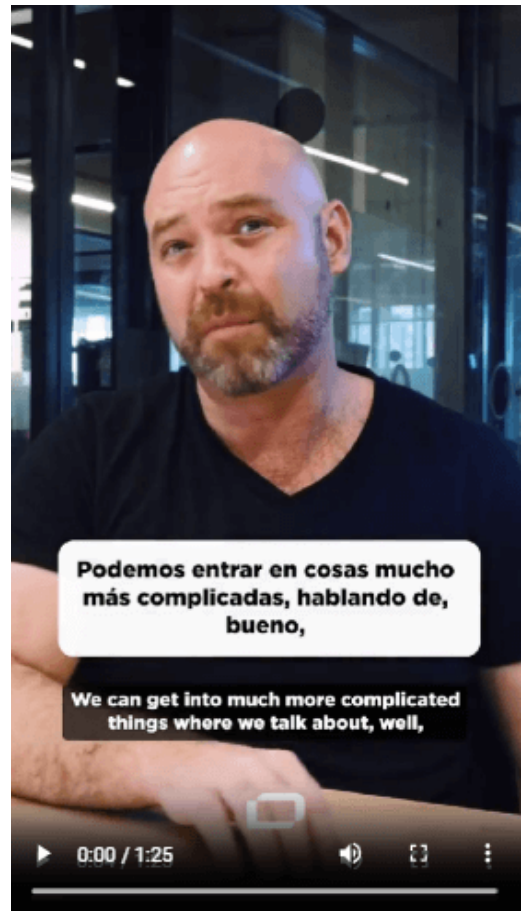 Podemos entrar en cosas mucho
más complicadas, hablando de,
bueno,
We can get into much more complicated
things where we talk about, well,
0:00 / 1:25